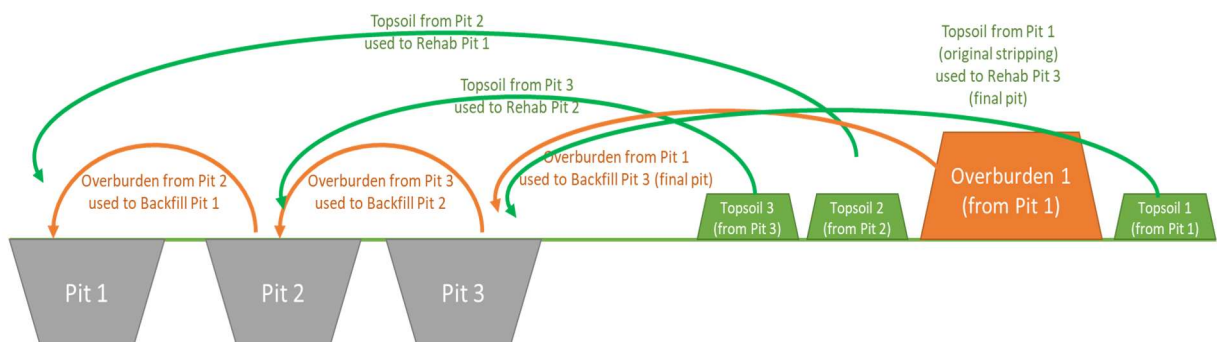 Topsoil from Pit 2
used to Rehab Pit 1
Topsoil from Pit 3
used to Rehab Pit 2
Topsoil from Pit 1
(original stripping)
used to Rehab Pit 3
(final pit)
Overburden from Pit 2
used to Backfill Pit 1
Overburden from Pit 3
used to Backfill Pit 2
Overburden from Pit 1
used to Backfill Pit 3 (final pit)
Topsoil 3
(from Pit 3)
Topsoil 2
(from Pit 2)
Overburden 1
(from Pit 1)
Topsoil 1
(from Pit 1)
Pit 1
Pit 2
Pit 3